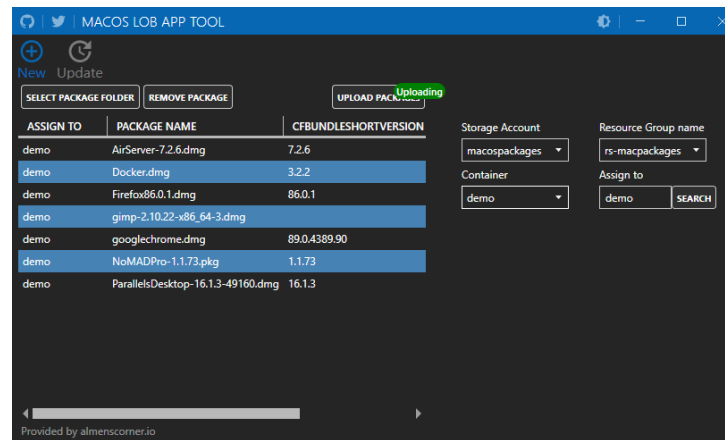 MACOS LOB APP TOOL
New Update
SELECT PACKAGE FOLDER REMOVE PACKAGE UPLOAD PACKAGES Uploading
ASSIGN TO PACKAGE NAME CFBUNDLESHORTVERSION
demo AirServer-7.2.6.dmg 7.2.6
demo Docker.dmg 3.2.2
demo Firefox86.0.1.dmg 86.0.1
demo gimp-2.10.22-x86_64-3.dmg
demo googlechrome.dmg 89.0.4389.90
demo NoMADPro-1.1.73.pkg 1.1.73
demo ParallelsDesktop-16.1.3-49160.dmg 16.1.3
Storage Account Resource Group name
macospackages rs-macpackages
Container Assign to
demo demo SEARCH
Provided by almenscorner.io